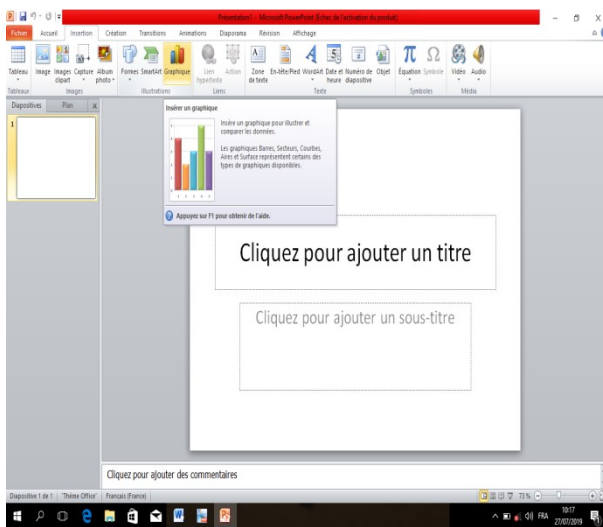 Présentation1 - Microsoft PowerPoint (Échec de l'activation du produit)
Fichier Accueil Insertion Création Transitions Animations Diaporama Révision Affichage
Tableau Image Images clipart Capture Album photo Formes SmartArt Graphique Lien hypertexte Action Zone de texte En-tête/Pied WordArt Date et heure Numéro de diapositive Objet Équation Symbole Vidéo Audio
Tableaux Images Illustrations Liens Texte Symboles Média
Diapositives Plan x
1
Insérer un graphique
Insère un graphique pour illustrer et
comparer les données.
Les graphiques Barres, Secteurs, Courbes,
Aires et Surface représentent certains des
types de graphiques disponibles.
Appuyez sur F1 pour obtenir de l'aide.
Cliquez pour ajouter un titre
Cliquez pour ajouter un sous-titre
Cliquez pour ajouter des commentaires
Diapositive 1 de 1 "Thème Office" Français (France) 73 %
FRA 10:17
27/07/2019